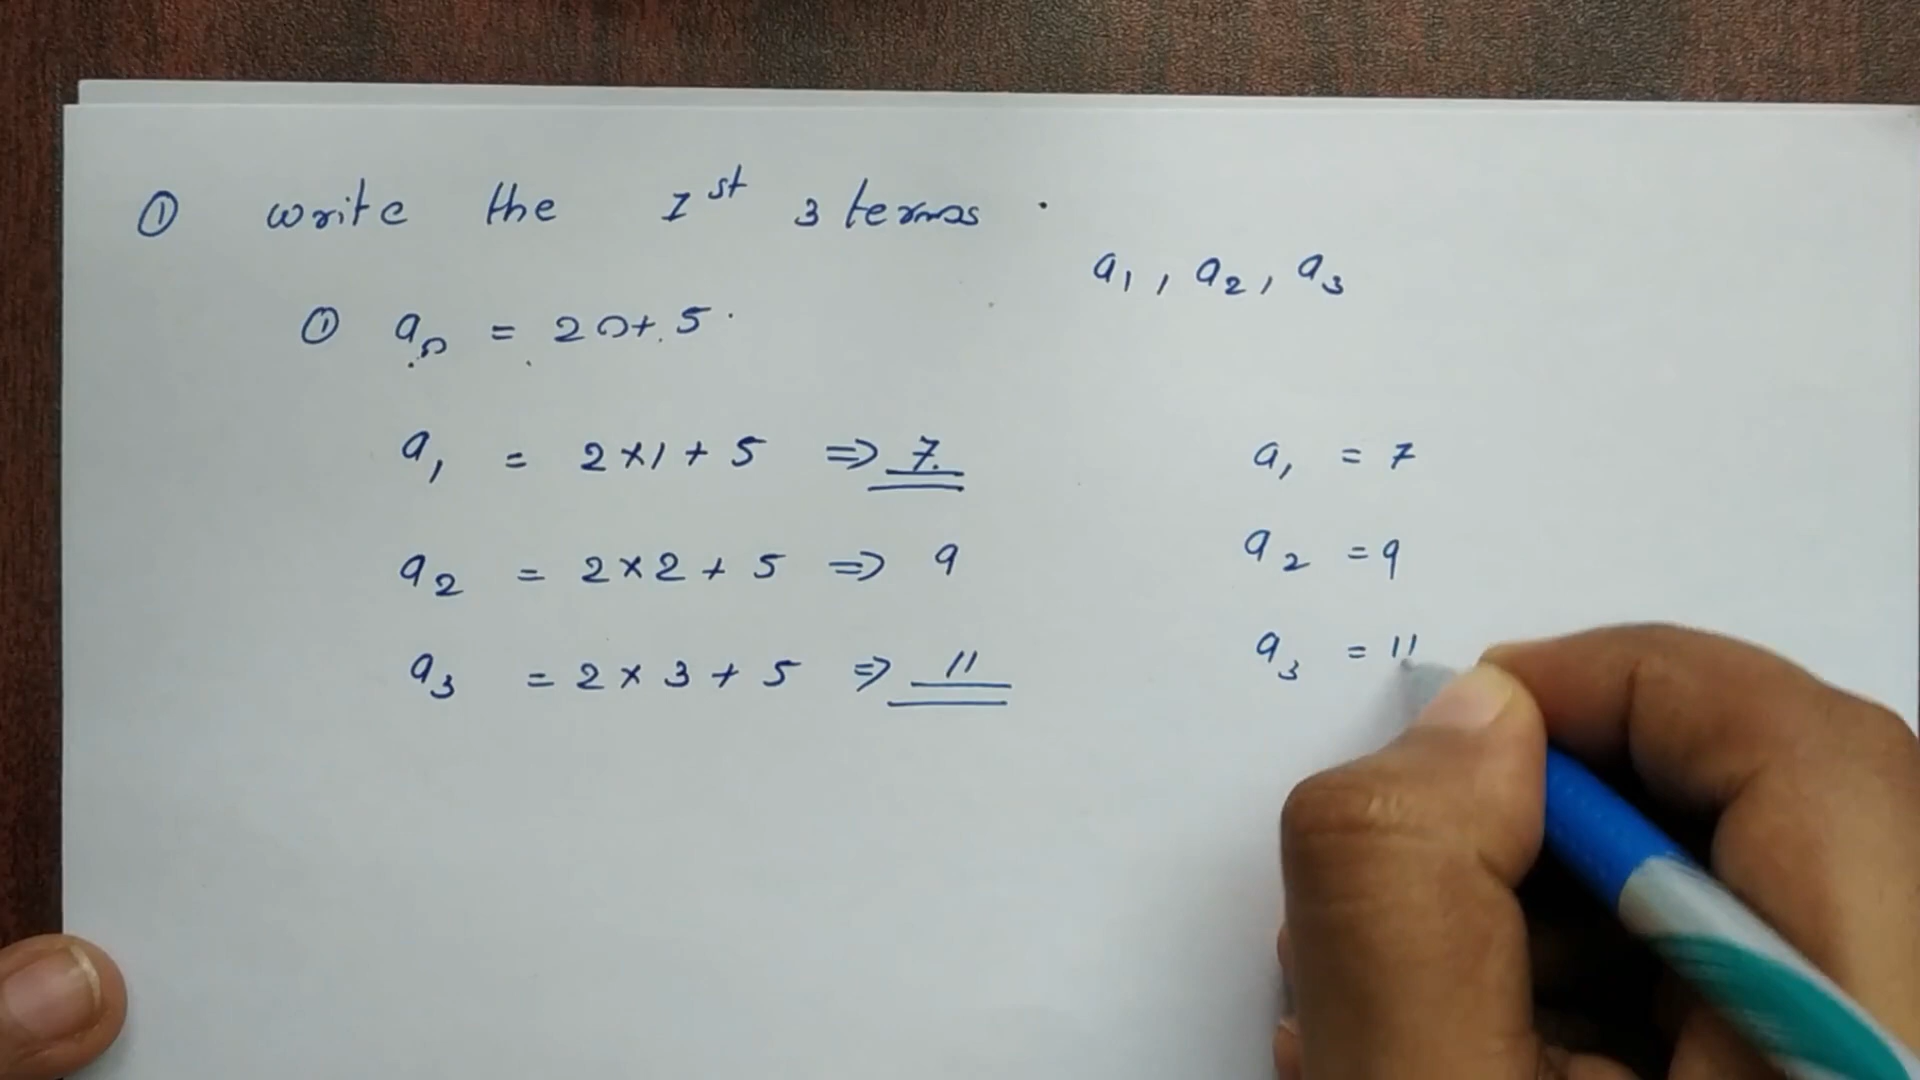 ① write the 1st 3 terms .
a1 , a2 , a3
① an = 2n + 5 .
a1 = 2×1 + 5 ⇒ 7.
a2 = 2×2 + 5 ⇒ 9
a3 = 2 × 3 + 5 ⇒ 11
a1 = 7
a2 = 9
a3 = 11